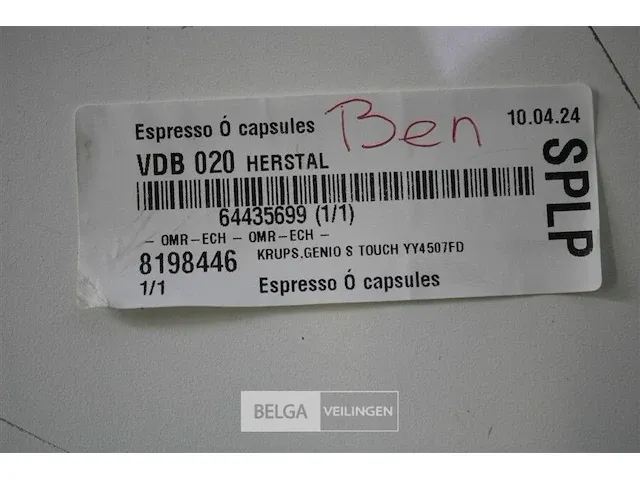 Espresso Ó capsules Ben 10.04.24
VDB 020 HERSTAL
SPLP
64435699 (1/1)
- OMR-ECH - OMR-ECH -
8198446 KRUPS.GENIO S TOUCH YY4507FD
1/1 Espresso Ó capsules
BELGA VEILINGEN